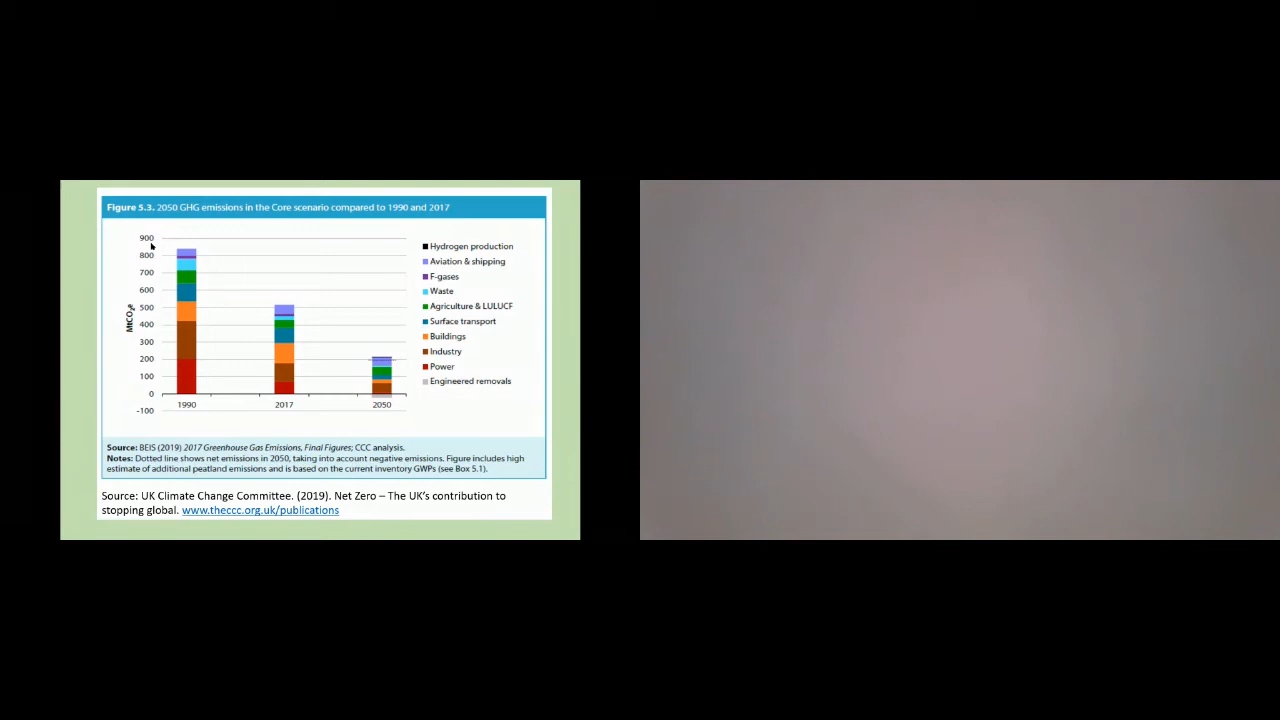 Figure 5.3. 2050 GHG emissions in the Core scenario compared to 1990 and 2017
900
800
700
600
500
400
300
200
100
0
-100
MtCO₂e
1990
2017
2050
Hydrogen production
Aviation & shipping
F-gases
Waste
Agriculture & LULUCF
Surface transport
Buildings
Industry
Power
Engineered removals
Source: BEIS (2019) 2017 Greenhouse Gas Emissions, Final Figures; CCC analysis.
Notes: Dotted line shows net emissions in 2050, taking into account negative emissions. Figure includes high
estimate of additional peatland emissions and is based on the current inventory GWPs (see Box 5.1).
Source: UK Climate Change Committee. (2019). Net Zero – The UK's contribution to
stopping global. www.theccc.org.uk/publications